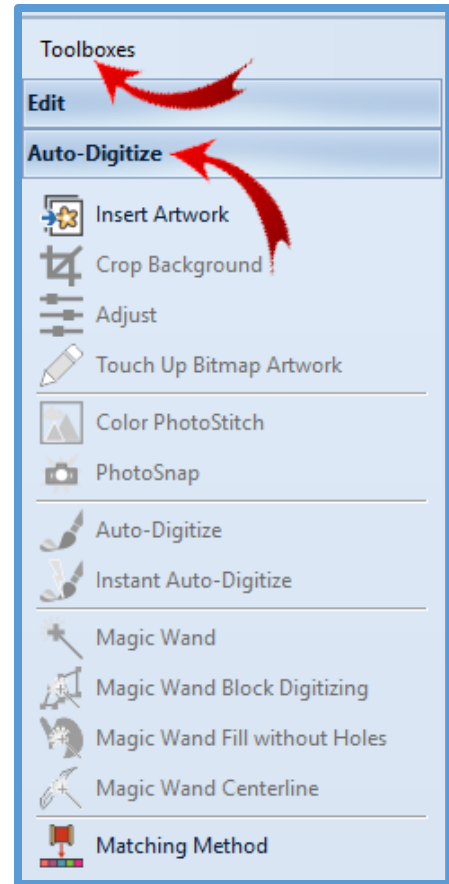 Toolboxes
Edit
Auto-Digitize
Insert Artwork
Crop Background
Adjust
Touch Up Bitmap Artwork
Color PhotoStitch
PhotoSnap
Auto-Digitize
Instant Auto-Digitize
Magic Wand
Magic Wand Block Digitizing
Magic Wand Fill without Holes
Magic Wand Centerline
Matching Method